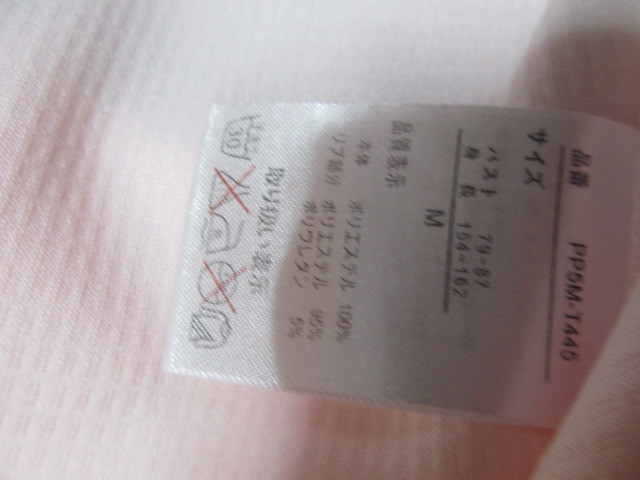 品番 PP5M-T445
サイズ
バスト 79-87
身長 154-162
M
品質表示
本体 ポリエステル 100%
リブ部分 ポリエステル 95%
ポリウレタン 5%
取り扱い表示
30